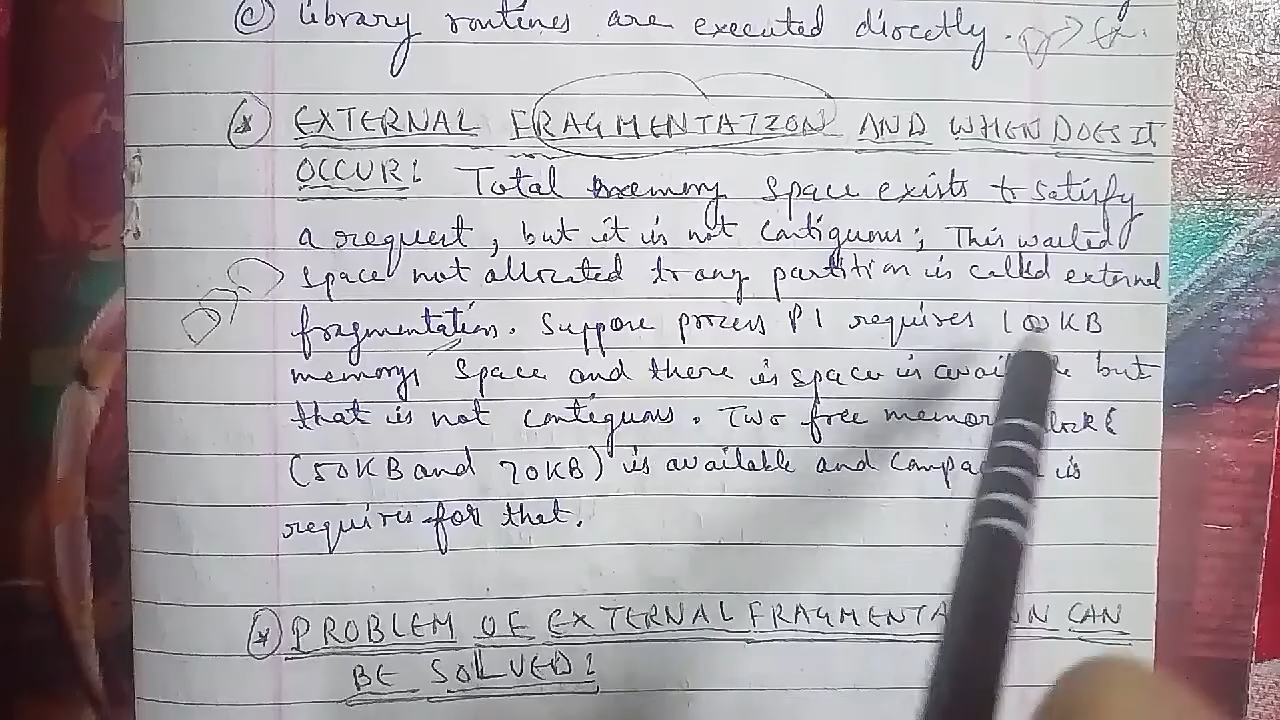 (c) Library routines are executed directly.
(*) EXTERNAL FRAGMENTATION AND WHEN DOES IT
OCCUR: Total memory space exists to satisfy
a request, but it is not contiguous; This wasted
space not allocated to any partition is called external
fragmentation. Suppose process P1 requires 100KB
memory space and there is space is but
that is not contiguous. Two free
(50KB and 70KB) is available and is
requires for that.
(*) PROBLEM OF EXTERNAL FRAGMENTATION CAN
BE SOLVED: